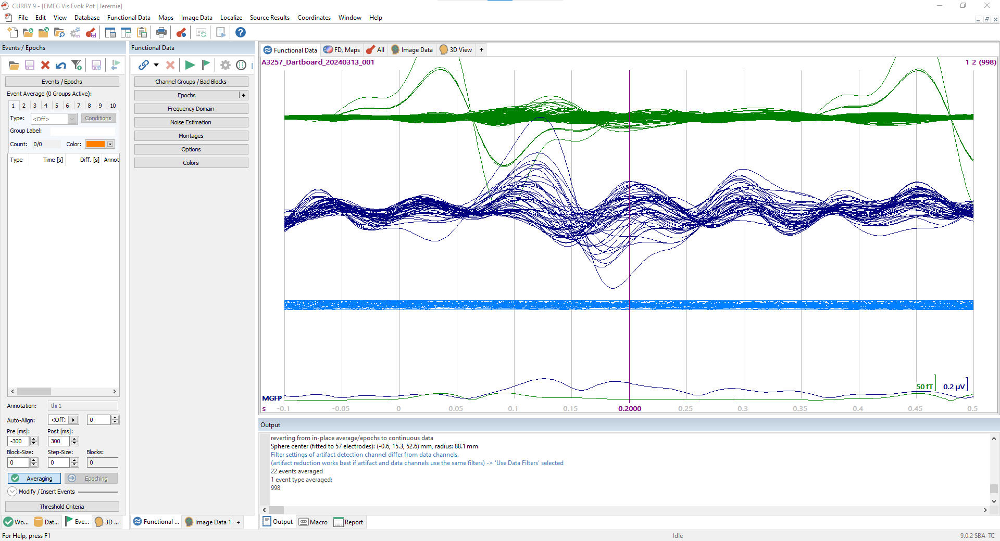 CURRY 9 - [EMEG Vis Evok Pot | Jeremie]
File Edit View Database Functional Data Maps Image Data Localize Source Results Coordinates Window Help
Events / Epochs
Events / Epochs
Event Average (0 Groups Active):
1 2 3 4 5 6 7 8 9 10
Type: <Off> Conditions
Group Label:
Count: 0/0 Color:
Type Time [s] Diff. [s] Annot
Annotation: thr1
Auto-Align: <Off> 0
Pre [ms]: Post [ms]:
-300 300
Block-Size: Step-Size: Blocks:
0 0 0
Averaging Epoching
Modify / Insert Events
Threshold Criteria
Wo... Dat... Eve... 3D ...
Functional Data
Channel Groups / Bad Blocks
Epochs +
Frequency Domain
Noise Estimation
Montages
Options
Colors
Functional ... Image Data 1 +
Functional Data FD, Maps All Image Data 3D View +
A3257_Dartboard_20240313_001 1 2 (998)
50 fT 0.2 µV
MGFP
s -0.1 -0.05 0 0.05 0.1 0.15 0.2000 0.25 0.3 0.35 0.4 0.45 0.5
Output
reverting from in-place average/epochs to continuous data
Sphere center (fitted to 57 electrodes): (-0.6, 15.3, 52.6) mm, radius: 88.1 mm
Filter settings of artifact detection channel differ from data channels.
(artifact reduction works best if artifact and data channels use the same filters) -> 'Use Data Filters' selected
22 events averaged
1 event type averaged:
998
Output Macro Report
For Help, press F1 Idle 9.0.2 SBA-TC